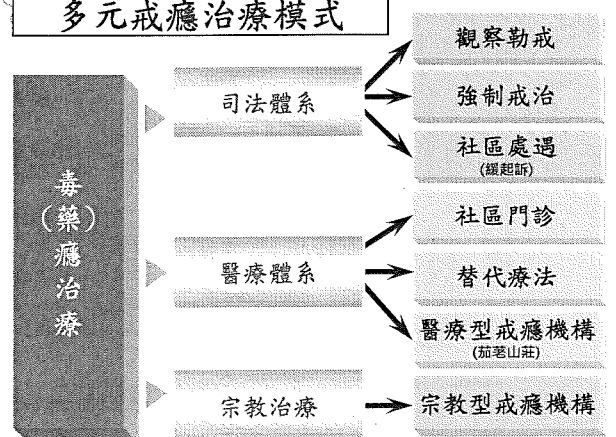 多元戒癮治療模式
毒
（藥）
癮
治
療
司法體系
觀察勒戒
強制戒治
社區處遇
(緩起訴)
醫療體系
社區門診
替代療法
醫療型戒癮機構
(茄荖山莊)
宗教治療
宗教型戒癮機構